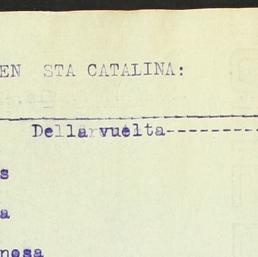 EN STA CATALINA:
Dellarvuelta----------
s
a
nosa